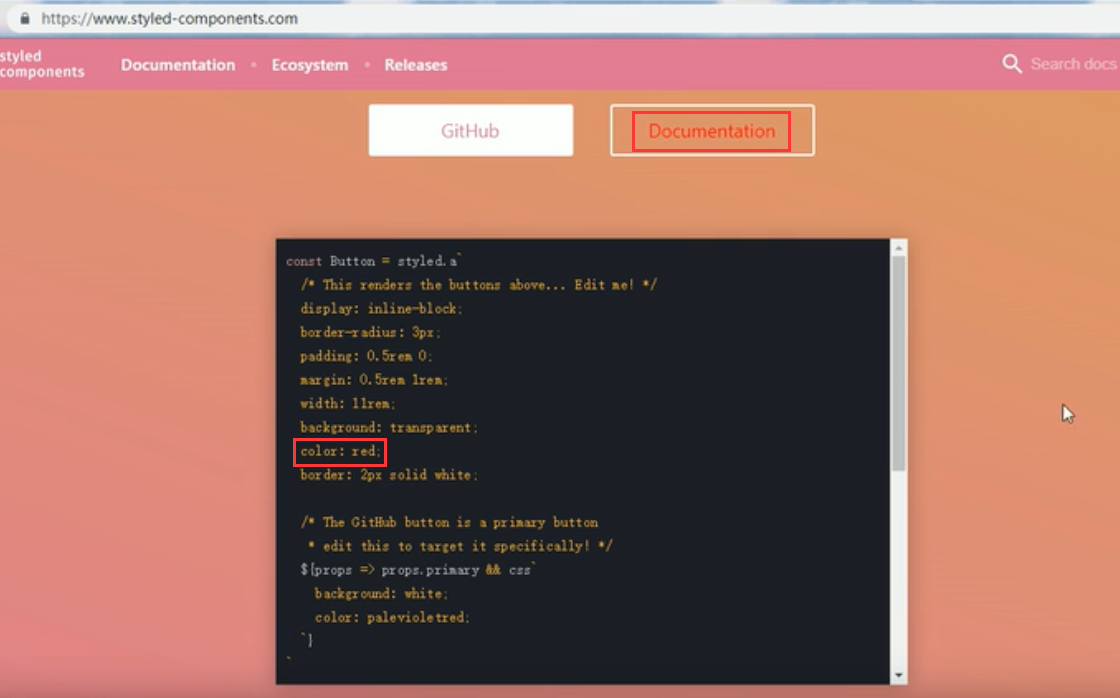 https://www.styled-components.com
styled
components
Documentation • Ecosystem • Releases
Search docs
GitHub
Documentation
const Button = styled.a`
/* This renders the buttons above... Edit me! */
display: inline-block;
border-radius: 3px;
padding: 0.5rem 0;
margin: 0.5rem 1rem;
width: 11rem;
background: transparent;
color: red;
border: 2px solid white;
/* The GitHub button is a primary button
* edit this to target it specifically! */
${props => props.primary && css`
background: white;
color: palevioletred;
`}
`